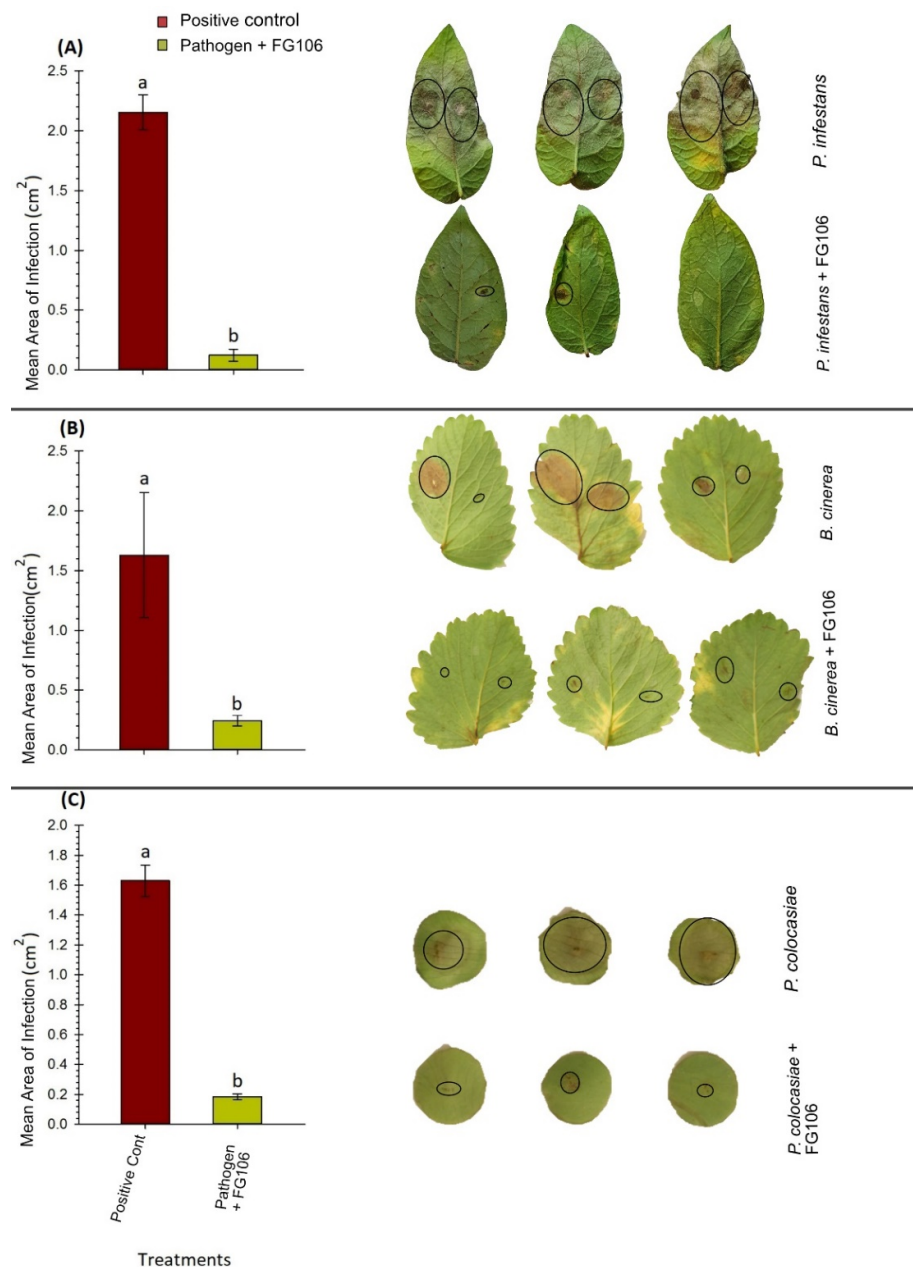 Positive control
Pathogen + FG106
(A)
Mean Area of Infection (cm²)
2.5
2.0
1.5
1.0
0.5
0.0
a
b
P. infestans
P. infestans + FG106
(B)
Mean Area of Infection(cm²)
2.5
2.0
1.5
1.0
0.5
0.0
a
b
B. cinerea
B. cinerea + FG106
(C)
Mean Area of Infection (cm²)
2.0
1.8
1.6
1.4
1.2
1.0
0.8
0.6
0.4
0.2
0.0
a
b
P. colocasiae
P. colocasiae +
FG106
Positive Cont
Pathogen
+ FG106
Treatments